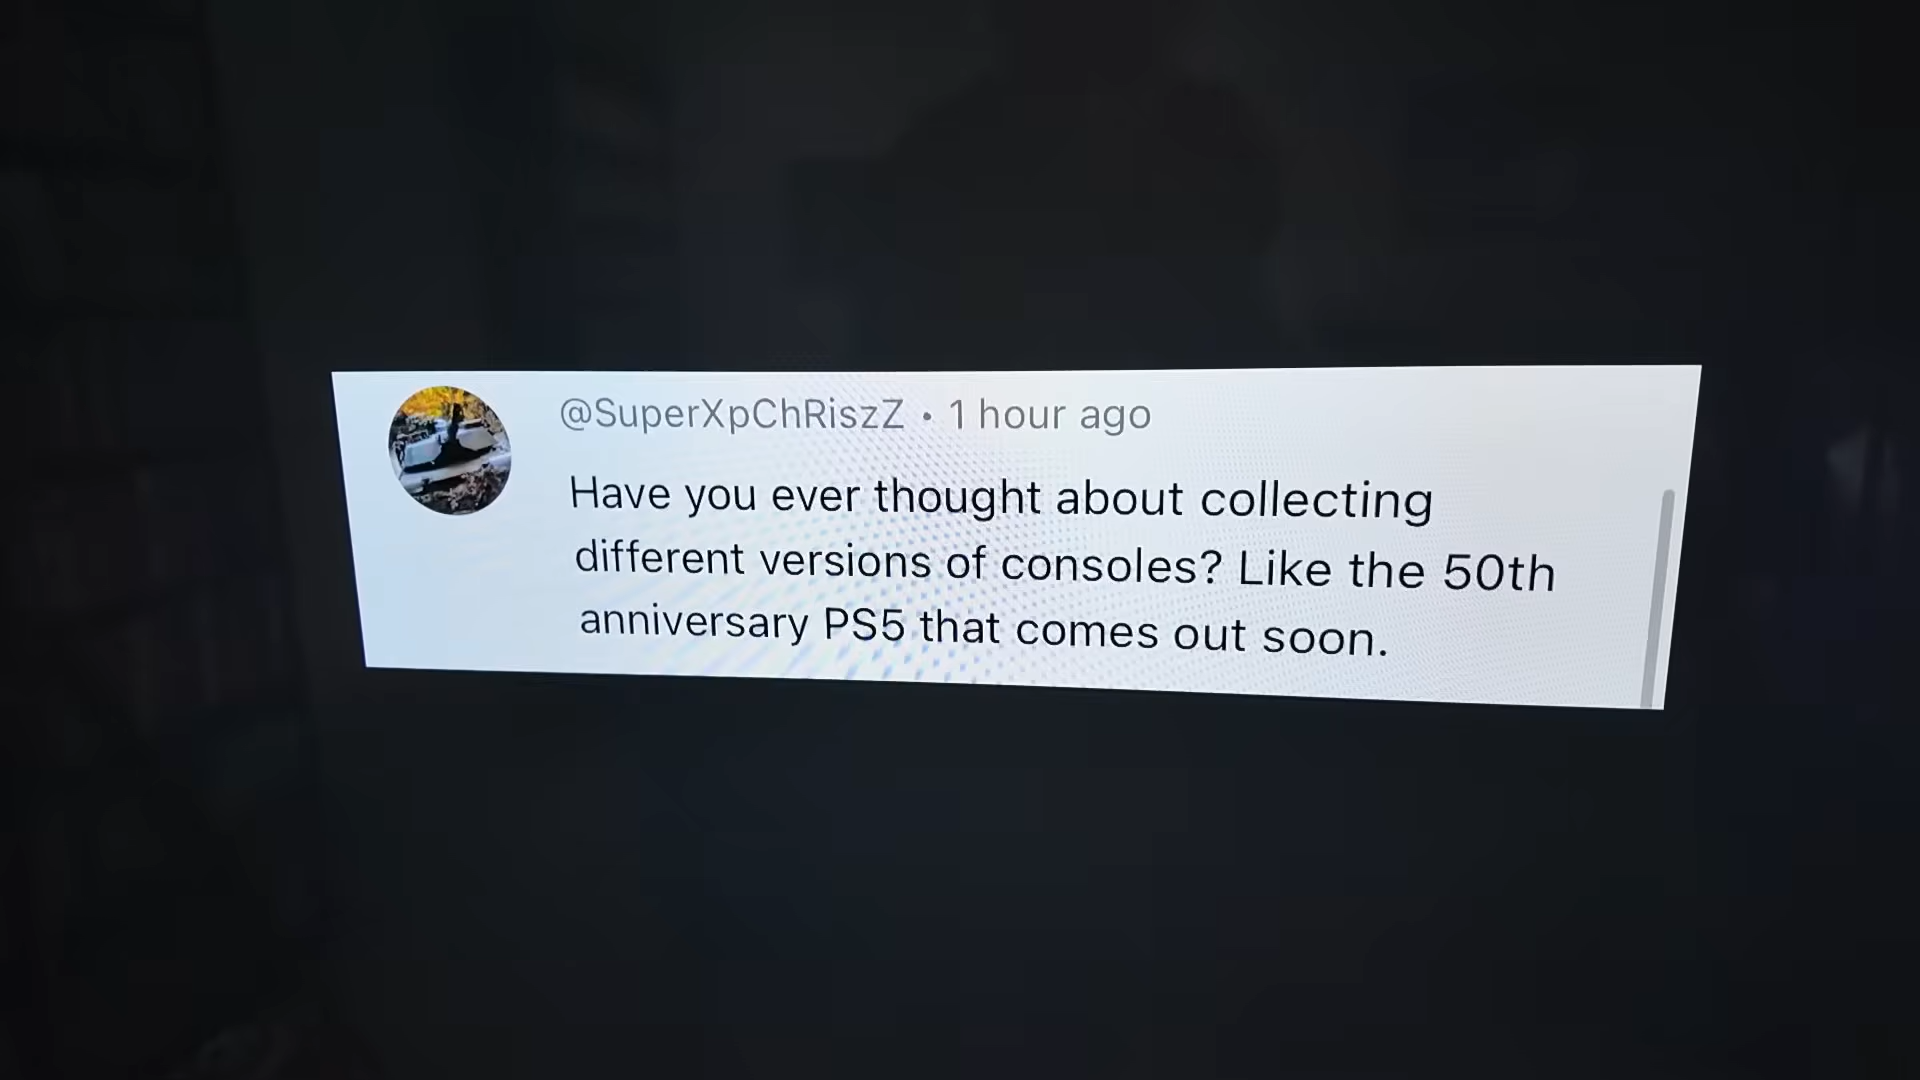 @SuperXpChRiszZ • 1 hour ago
Have you ever thought about collecting
different versions of consoles? Like the 50th
anniversary PS5 that comes out soon.